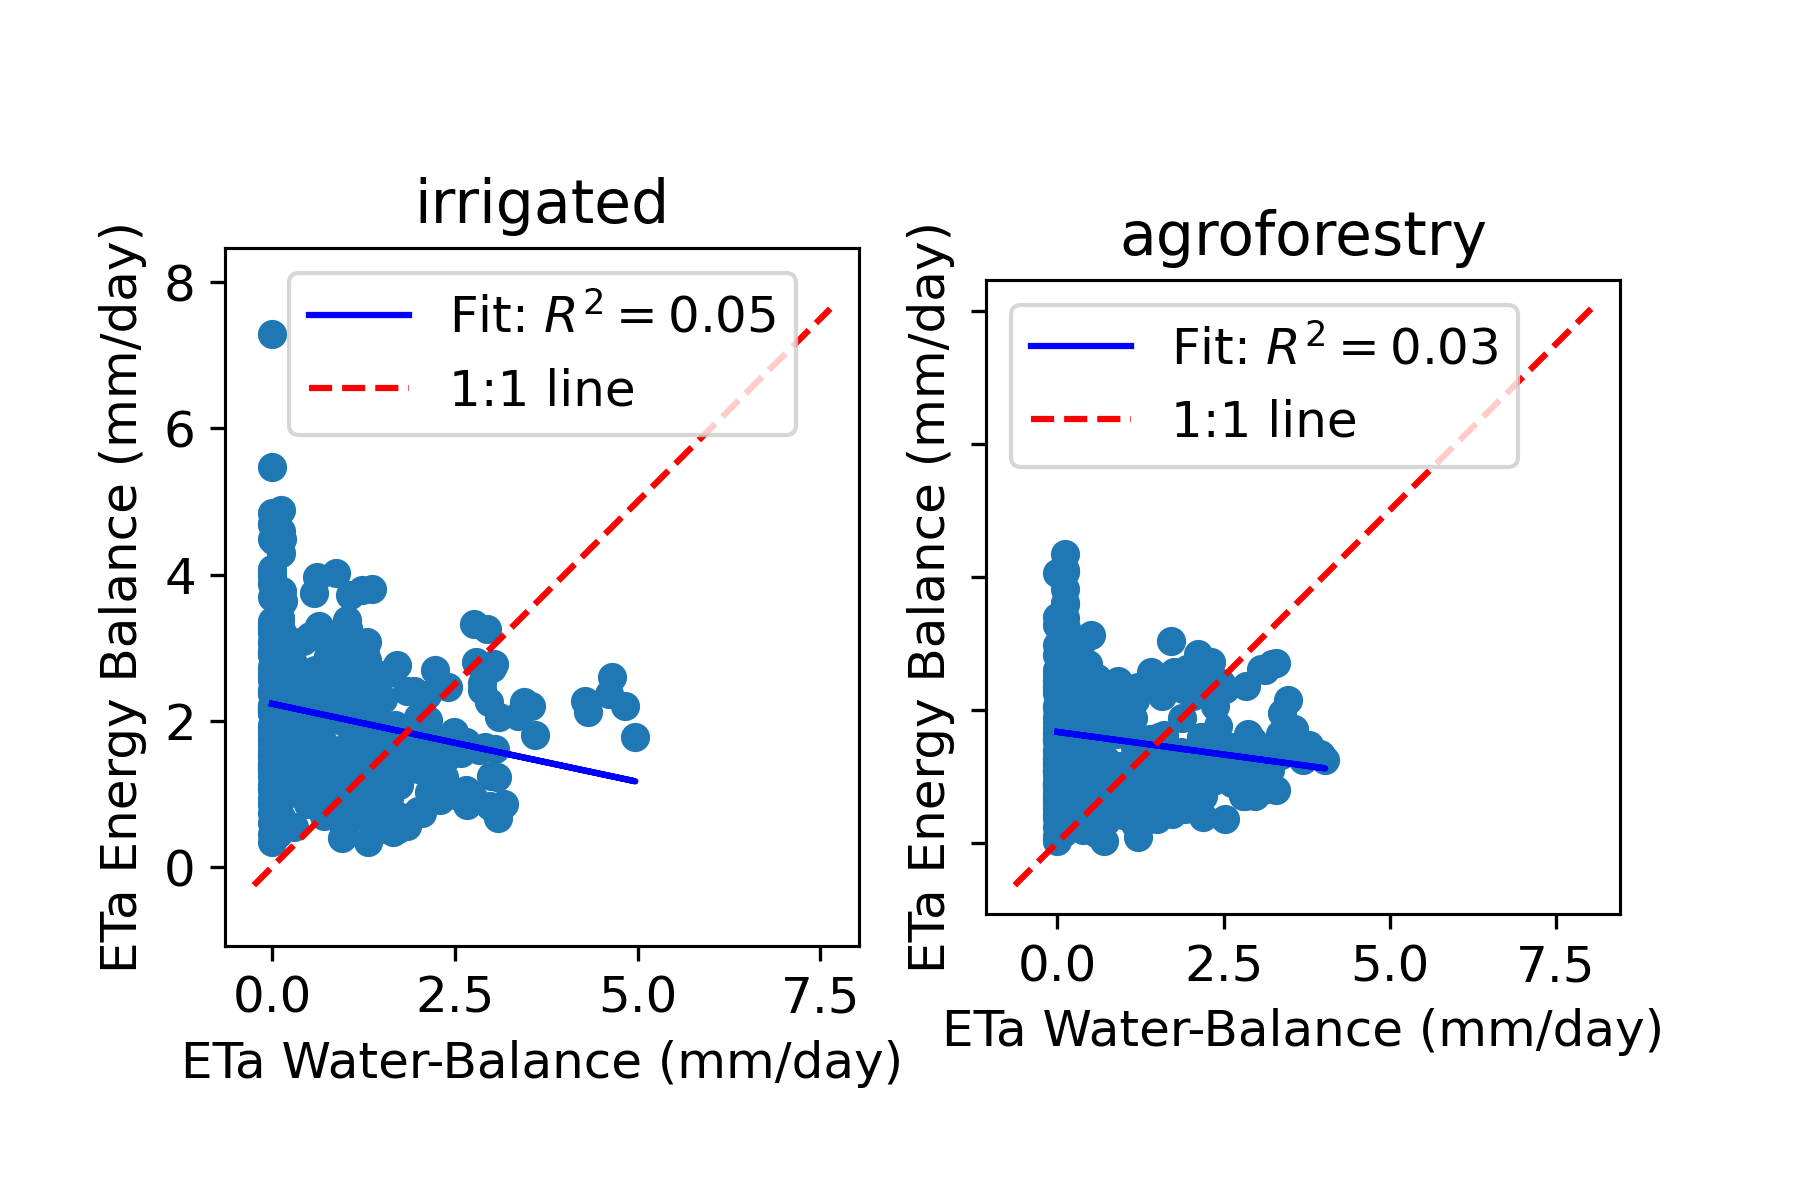 irrigated
ETa Energy Balance (mm/day)
8
6
4
2
0
Fit: R² = 0.05
1:1 line
0.0 2.5 5.0 7.5
ETa Water-Balance (mm/day)
agroforestry
ETa Energy Balance (mm/day)
Fit: R² = 0.03
1:1 line
0.0 2.5 5.0 7.5
ETa Water-Balance (mm/day)